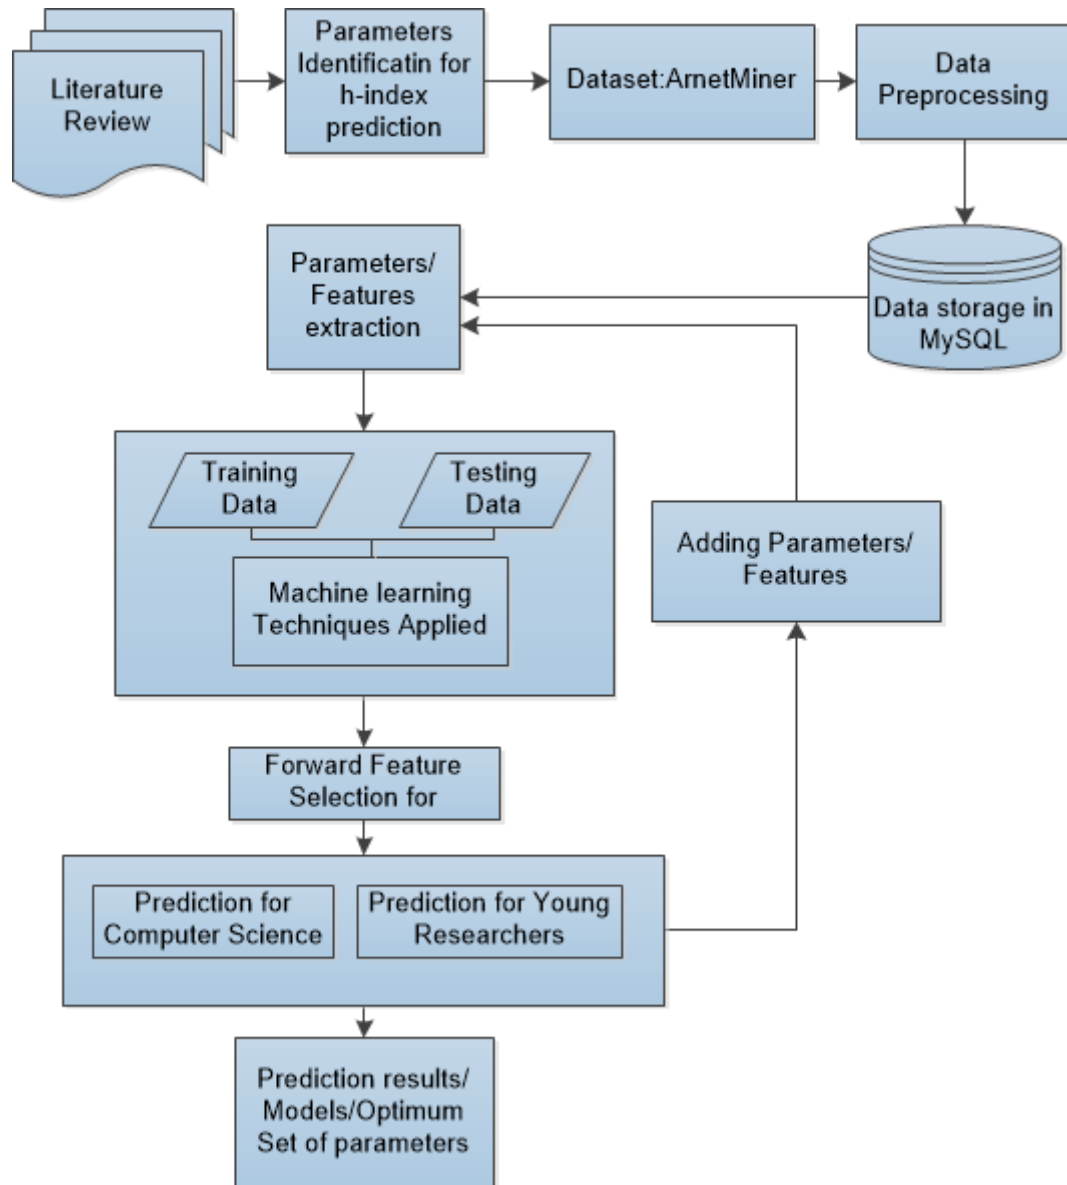 Literature
Review
Parameters
Identificatin for
h-index
prediction
Dataset:ArnetMiner
Data
Preprocessing
Parameters/
Features
extraction
Data storage in
MySQL
Training
Data
Testing
Data
Machine learning
Techniques Applied
Adding Parameters/
Features
Forward Feature
Selection for
Prediction for
Computer Science
Prediction for Young
Researchers
Prediction results/
Models/Optimum
Set of parameters